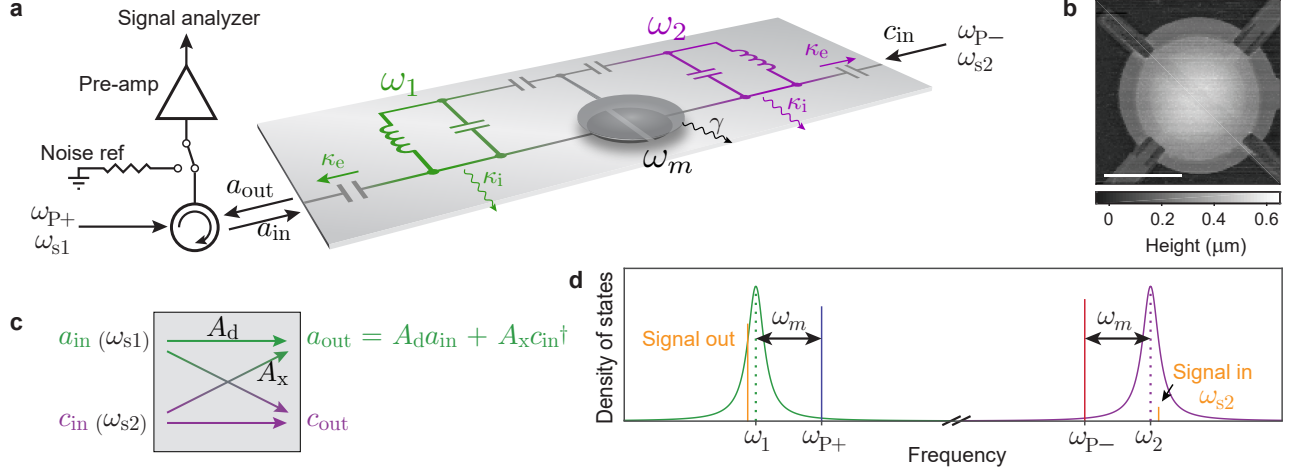 a
Signal analyzer
Pre-amp
Noise ref
ω_P+
ω_s1
a_out
a_in
κ_e
ω_1
κ_i
ω_m
γ
ω_2
κ_e
κ_i
c_in
ω_P−
ω_s2
b
0 0.2 0.4 0.6
Height (μm)
c
a_in (ω_s1)
A_d
A_x
a_out = A_d a_in + A_x c_in†
c_in (ω_s2)
c_out
d
Density of states
Signal out
ω_m
ω_m
Signal in
ω_s2
ω_1
ω_P+
ω_P−
ω_2
Frequency